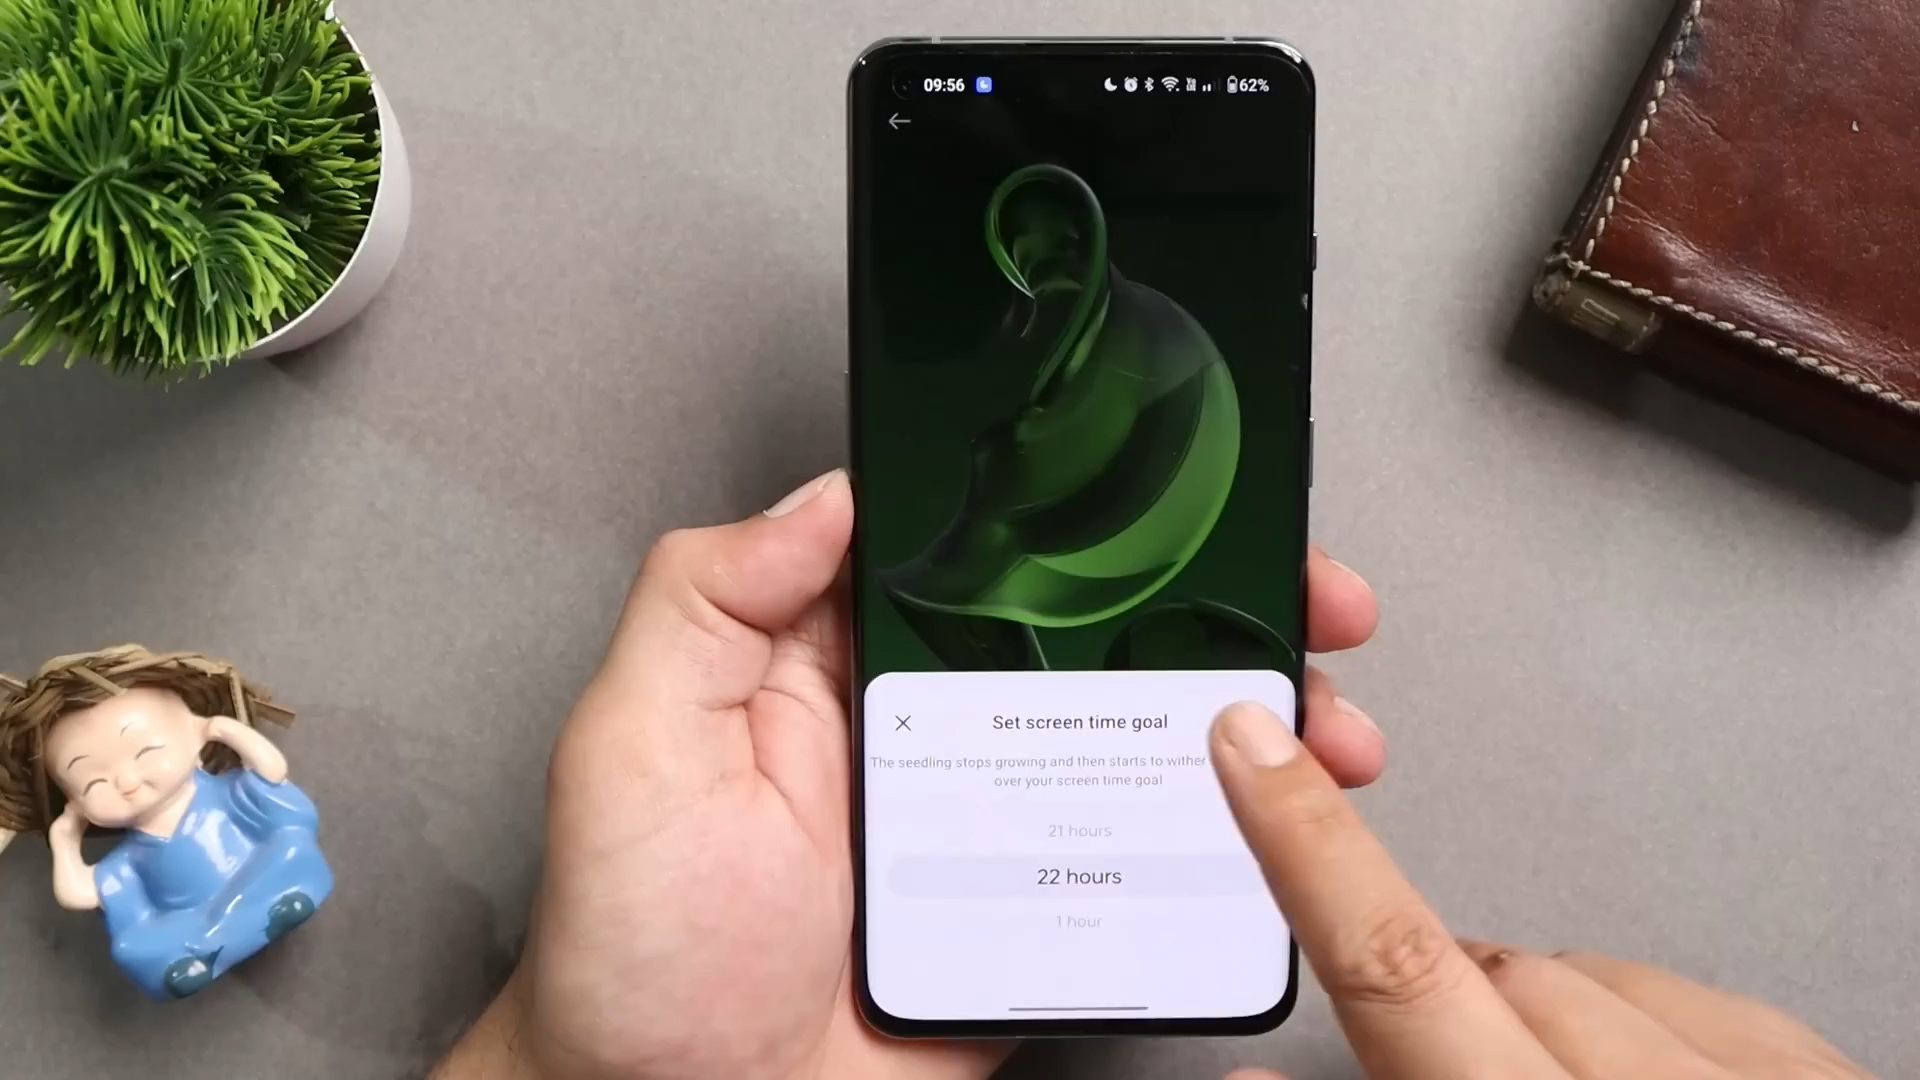 09:56 62%
Set screen time goal
The seedling stops growing and then starts to wither
over your screen time goal
21 hours
22 hours
1 hour